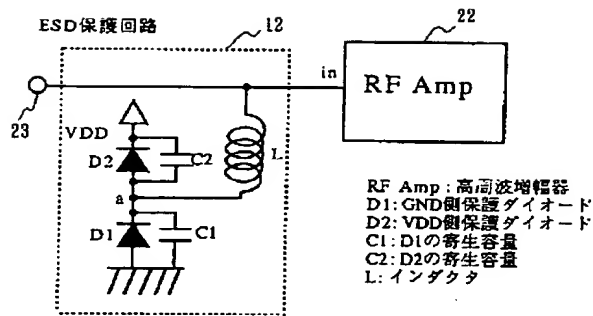 ESD保護回路
12
22
in
RF Amp
23
VDD
D2
C2
L
a
D1
C1
RF Amp:高周波増幅器
D1:GND側保護ダイオード
D2:VDD側保護ダイオード
C1:D1の寄生容量
C2:D2の寄生容量
L:インダクタ